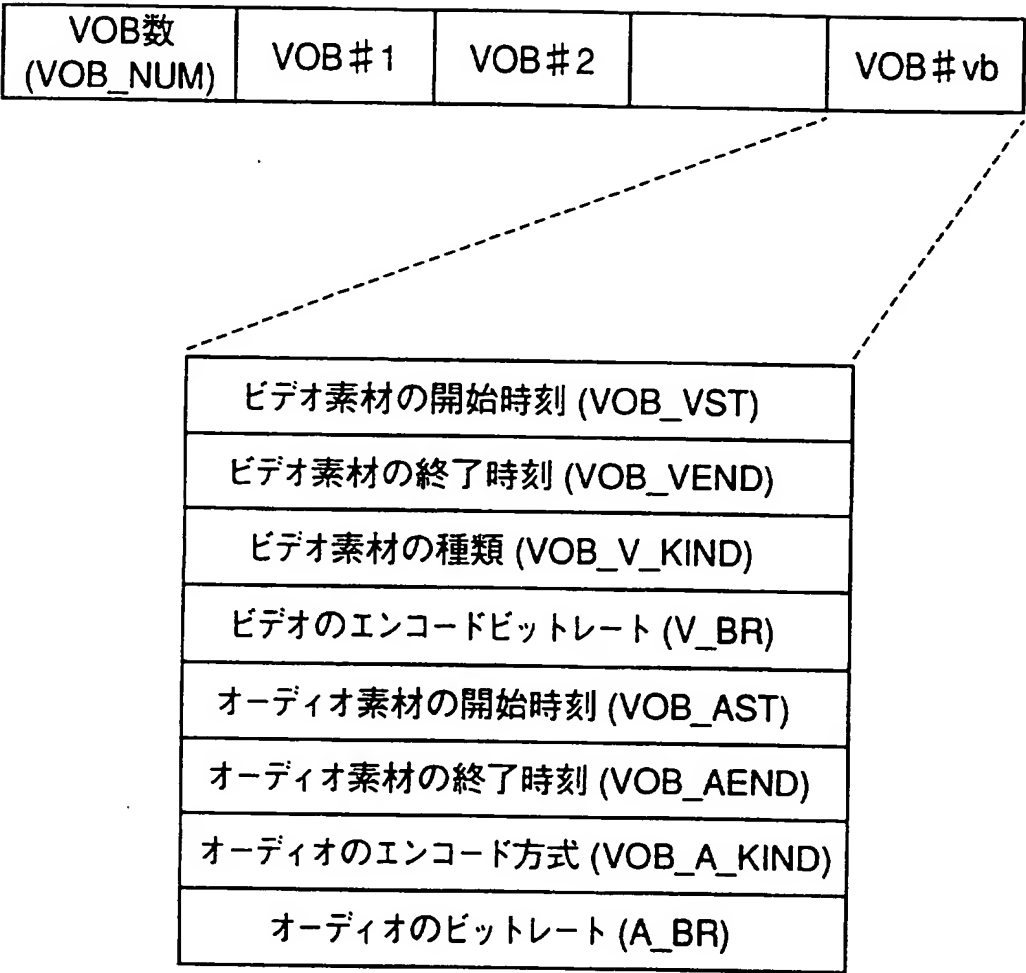 VOB数
(VOB_NUM)
VOB♯1
VOB♯2
VOB♯vb
ビデオ素材の開始時刻 (VOB_VST)
ビデオ素材の終了時刻 (VOB_VEND)
ビデオ素材の種類 (VOB_V_KIND)
ビデオのエンコードビットレート (V_BR)
オーディオ素材の開始時刻 (VOB_AST)
オーディオ素材の終了時刻 (VOB_AEND)
オーディオのエンコード方式 (VOB_A_KIND)
オーディオのビットレート (A_BR)